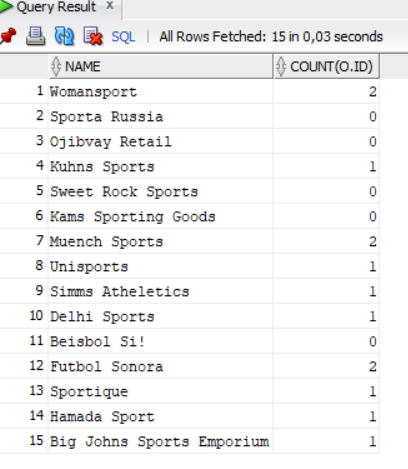 Query Result x
SQL | All Rows Fetched: 15 in 0,03 seconds
NAME COUNT(O.ID)
1 Womansport 2
2 Sporta Russia 0
3 Ojibvay Retail 0
4 Kuhns Sports 1
5 Sweet Rock Sports 0
6 Kams Sporting Goods 0
7 Muench Sports 2
8 Unisports 1
9 Simms Atheletics 1
10 Delhi Sports 1
11 Beisbol Si! 0
12 Futbol Sonora 2
13 Sportique 1
14 Hamada Sport 1
15 Big Johns Sports Emporium 1